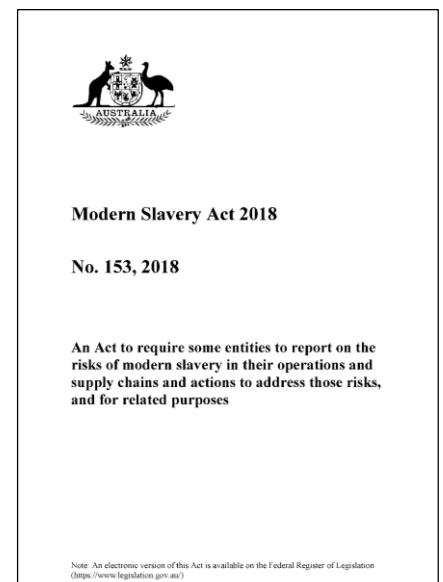 AUSTRALIA
Modern Slavery Act 2018
No. 153, 2018
An Act to require some entities to report on the
risks of modern slavery in their operations and
supply chains and actions to address those risks,
and for related purposes
Note: An electronic version of this Act is available on the Federal Register of Legislation
(https://www.legislation.gov.au/)